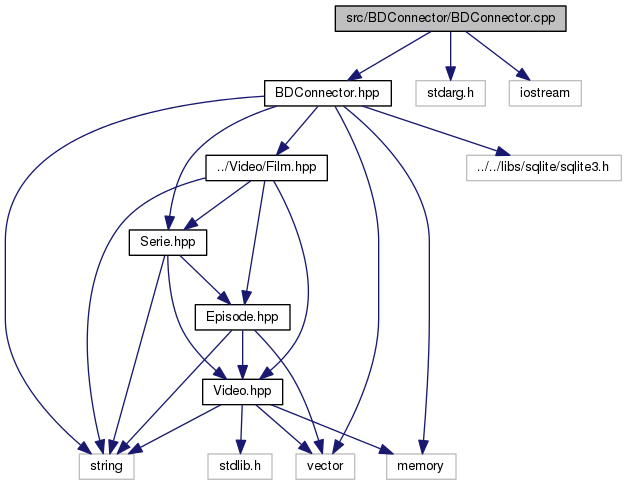 src/BDConnector/BDConnector.cpp
BDConnector.hpp
stdarg.h
iostream
../Video/Film.hpp
../../libs/sqlite/sqlite3.h
Serie.hpp
Episode.hpp
Video.hpp
string
stdlib.h
vector
memory